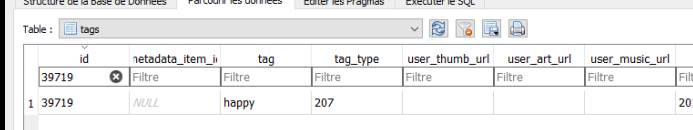 Structure de la Base de Données Parcourir les données Éditer les Pragmas Exécuter le SQL
Table : tags
id metadata_item_i tag tag_type user_thumb_url user_art_url user_music_url
39719 Filtre Filtre Filtre Filtre Filtre Filtre Filt
1 39719 NULL happy 207 20